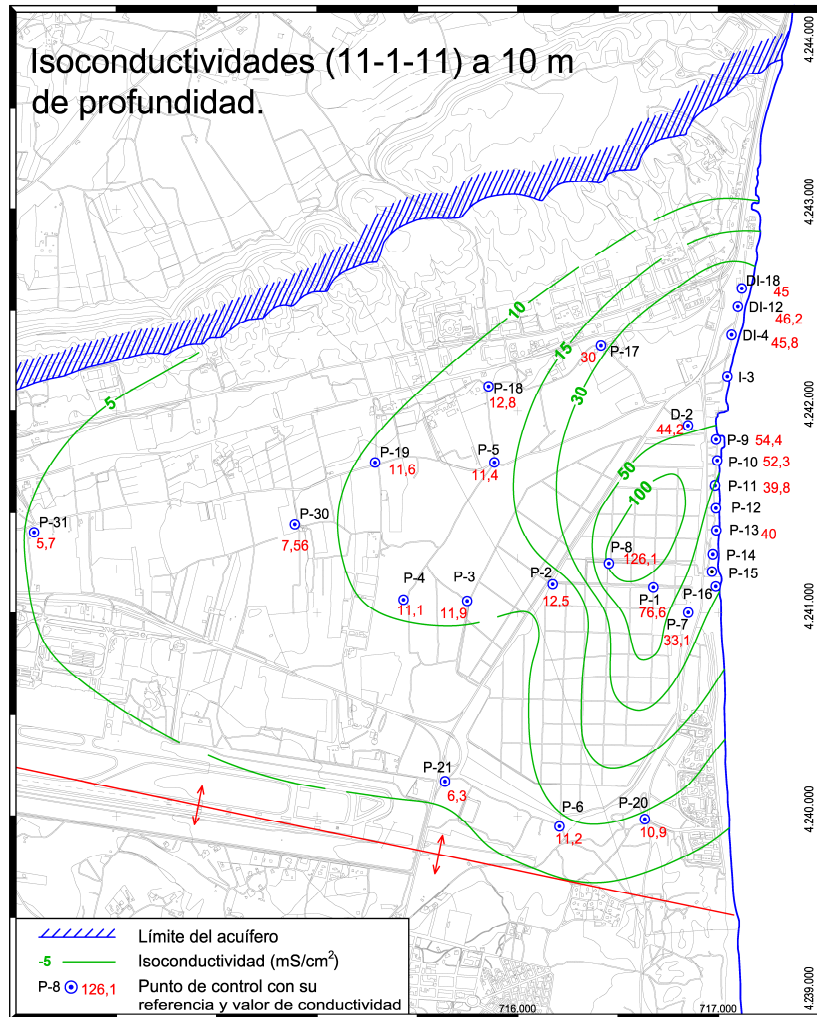 Isoconductividades (11-1-11) a 10 m
de profundidad.
4.244.000
4.243.000
4.242.000
4.241.000
4.240.000
4.239.000
DI-18
45
DI-12
46,2
DI-4
45,8
10
15
30
P-17
30
I-3
5
P-18
12,8
D-2
44,2
P-9 54,4
P-19
11,6
P-5
11,4
50
P-10 52,3
100
P-11 39,8
P-12
P-31
5,7
P-30
7,56
P-13 40
P-14
P-8
126,1
P-15
P-4
11,1
P-3
11,9
P-2
12,5
P-1
76,6
P-16
P-7
33,1
P-21
6,3
P-6
11,2
P-20
10,9
Límite del acuífero
-5 Isoconductividad (mS/cm²)
P-8 126,1 Punto de control con su
referencia y valor de conductividad
716.000
717.000